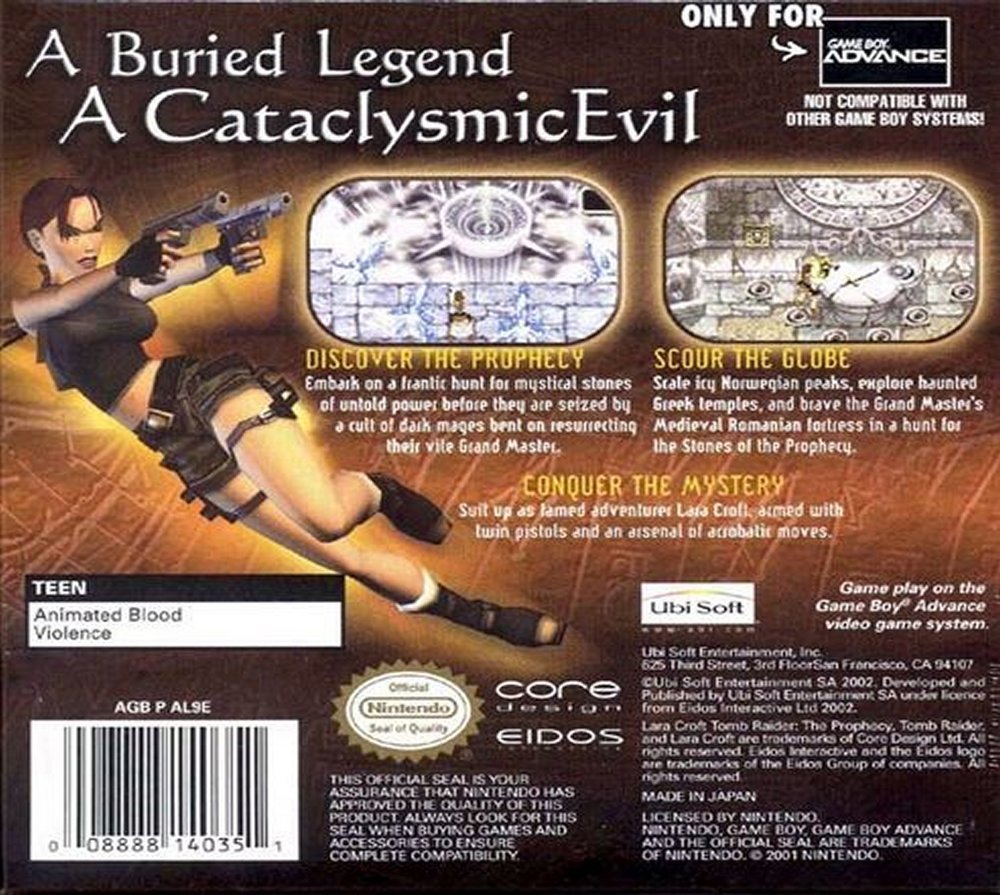 A Buried Legend
A Cataclysmic Evil
ONLY FOR
GAME BOY
ADVANCE
NOT COMPATIBLE WITH
OTHER GAME BOY SYSTEMS!
DISCOVER THE PROPHECY
Embark on a frantic hunt for mystical stones
of untold power before they are seized by
a cult of dark mages bent on resurrecting
their vile Grand Master.
SCOUR THE GLOBE
Scale icy Norwegian peaks, explore haunted
Greek temples, and brave the Grand Master's
Medieval Romanian fortress in a hunt for
the Stones of the Prophecy.
CONQUER THE MYSTERY
Suit up as famed adventurer Lara Croft, armed with
twin pistols and an arsenal of acrobatic moves.
TEEN
Animated Blood
Violence
AGB P AL9E
0 08888 14035 1
Official
Nintendo
Seal of Quality
THIS OFFICIAL SEAL IS YOUR
ASSURANCE THAT NINTENDO HAS
APPROVED THE QUALITY OF THIS
PRODUCT. ALWAYS LOOK FOR THIS
SEAL WHEN BUYING GAMES AND
ACCESSORIES TO ENSURE
COMPLETE COMPATIBILITY.
core
design
EIDOS
Ubi Soft
Game play on the
Game Boy® Advance
video game system.
Ubi Soft Entertainment, Inc.
625 Third Street, 3rd FloorSan Francisco, CA 94107
©Ubi Soft Entertainment SA 2002. Developed and
Published by Ubi Soft Entertainment SA under licence
from Eidos Interactive Ltd 2002.
Lara Croft Tomb Raider: The Prophecy, Tomb Raider,
and Lara Croft are trademarks of Core Design Ltd. All
rights reserved. Eidos Interactive and the Eidos logo
are trademarks of the Eidos Group of companies. All
rights reserved.
MADE IN JAPAN
LICENSED BY NINTENDO.
NINTENDO, GAME BOY, GAME BOY ADVANCE
AND THE OFFICIAL SEAL ARE TRADEMARKS
OF NINTENDO. © 2001 NINTENDO.